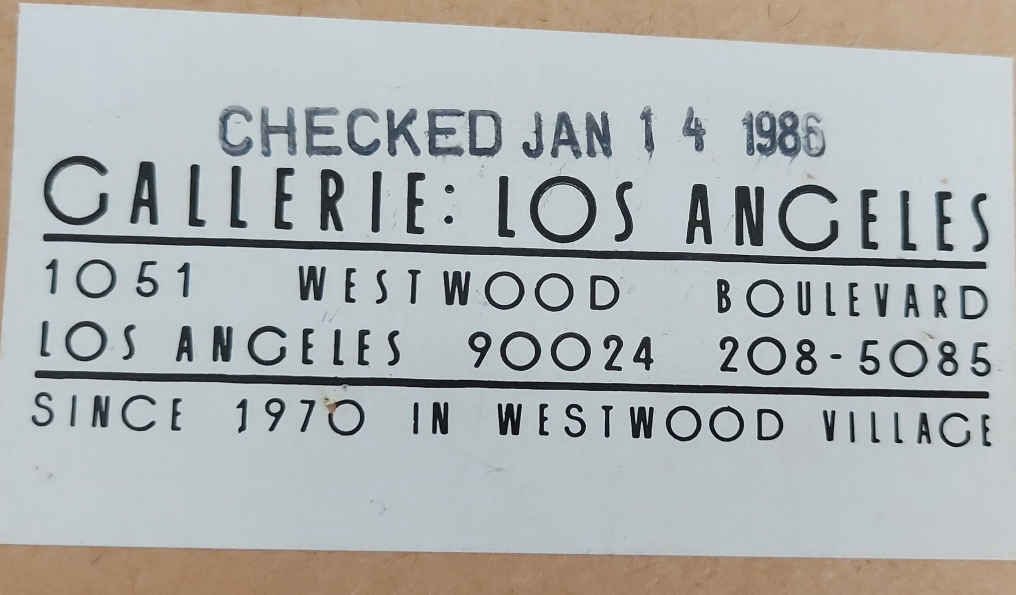 CHECKED JAN 14 1986
GALLERIE: LOS ANGELES
1051 WESTWOOD BOULEVARD
LOS ANGELES 90024 208-5085
SINCE 1970 IN WESTWOOD VILLAGE